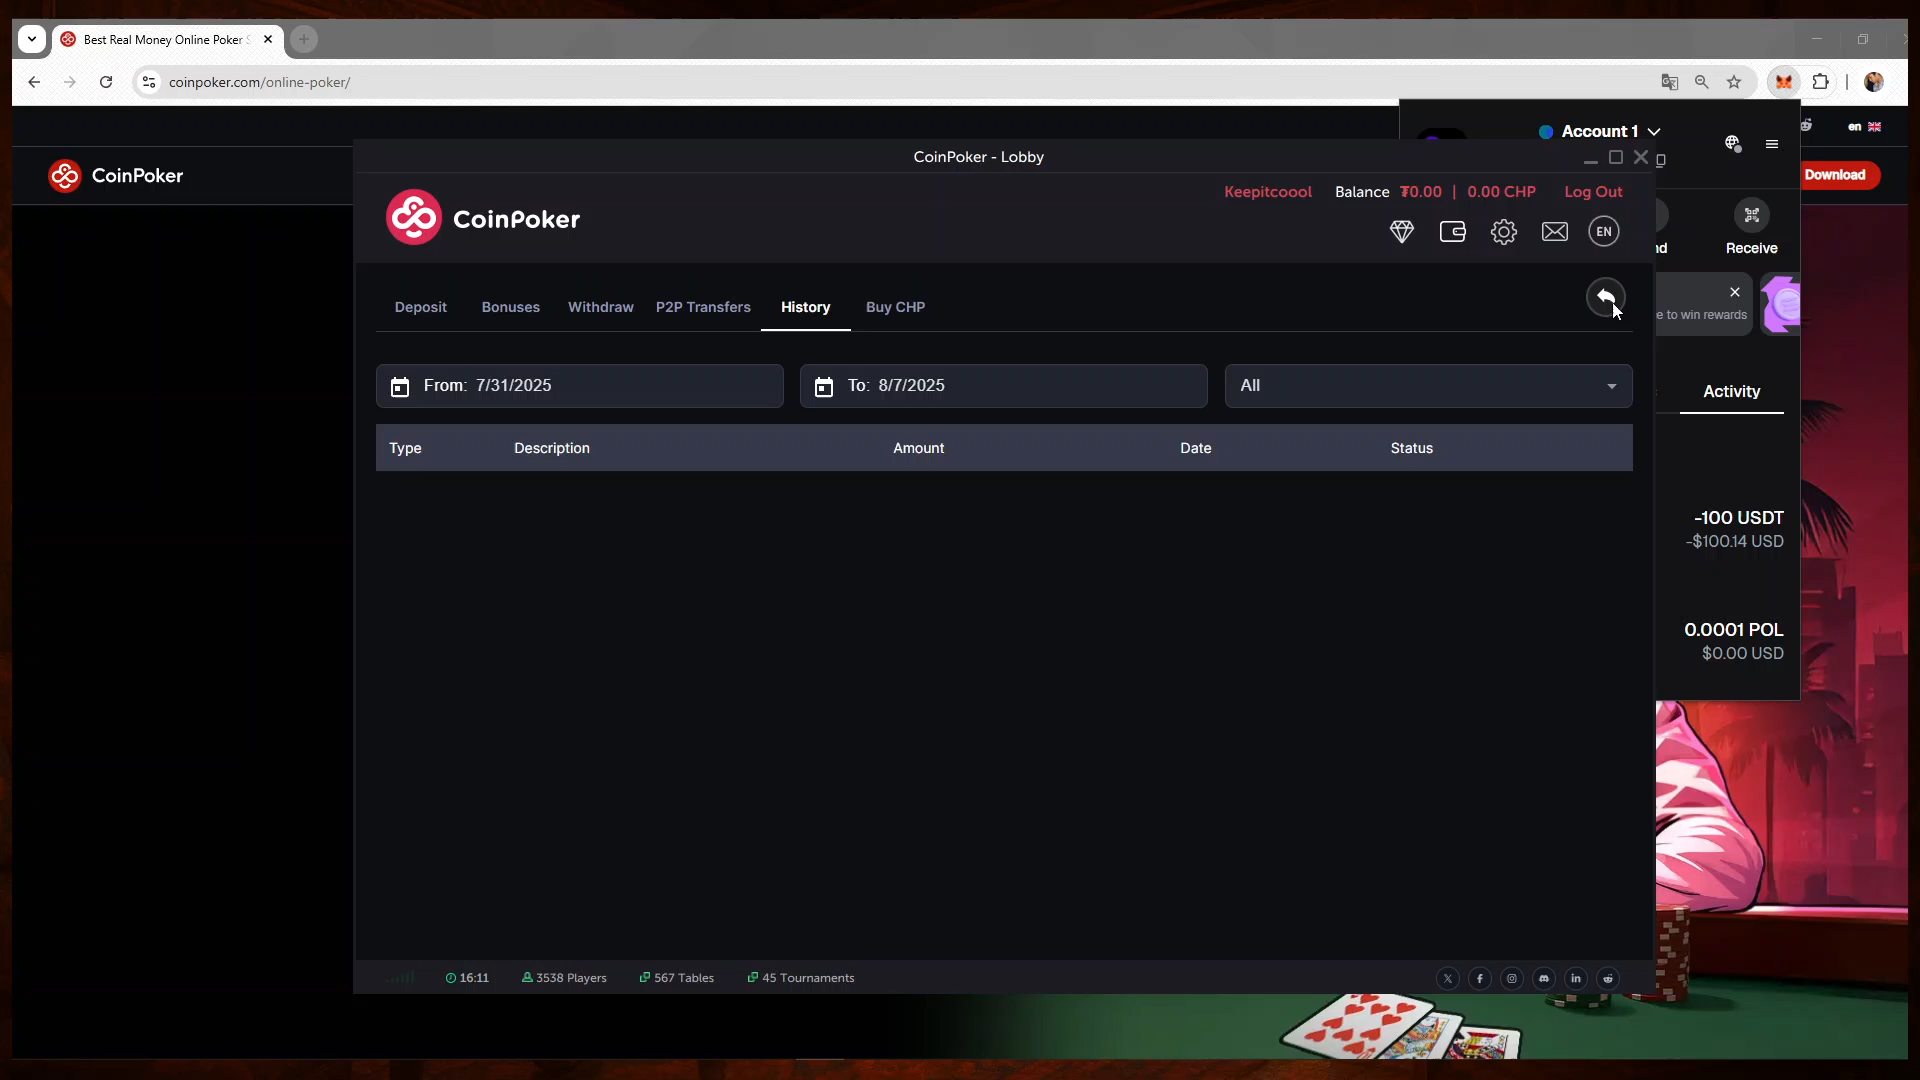 Best Real Money Online Poker
coinpoker.com/online-poker/
en
CoinPoker
Download
Account 1
Receive
nd
e to win rewards
Activity
-100 USDT
-$100.14 USD
0.0001 POL
$0.00 USD
CoinPoker - Lobby
CoinPoker
Keepitcoool Balance ₮0.00 | 0.00 CHP Log Out
EN
Deposit Bonuses Withdraw P2P Transfers History Buy CHP
From: 7/31/2025 To: 8/7/2025 All
Type Description Amount Date Status
16:11 3538 Players 567 Tables 45 Tournaments